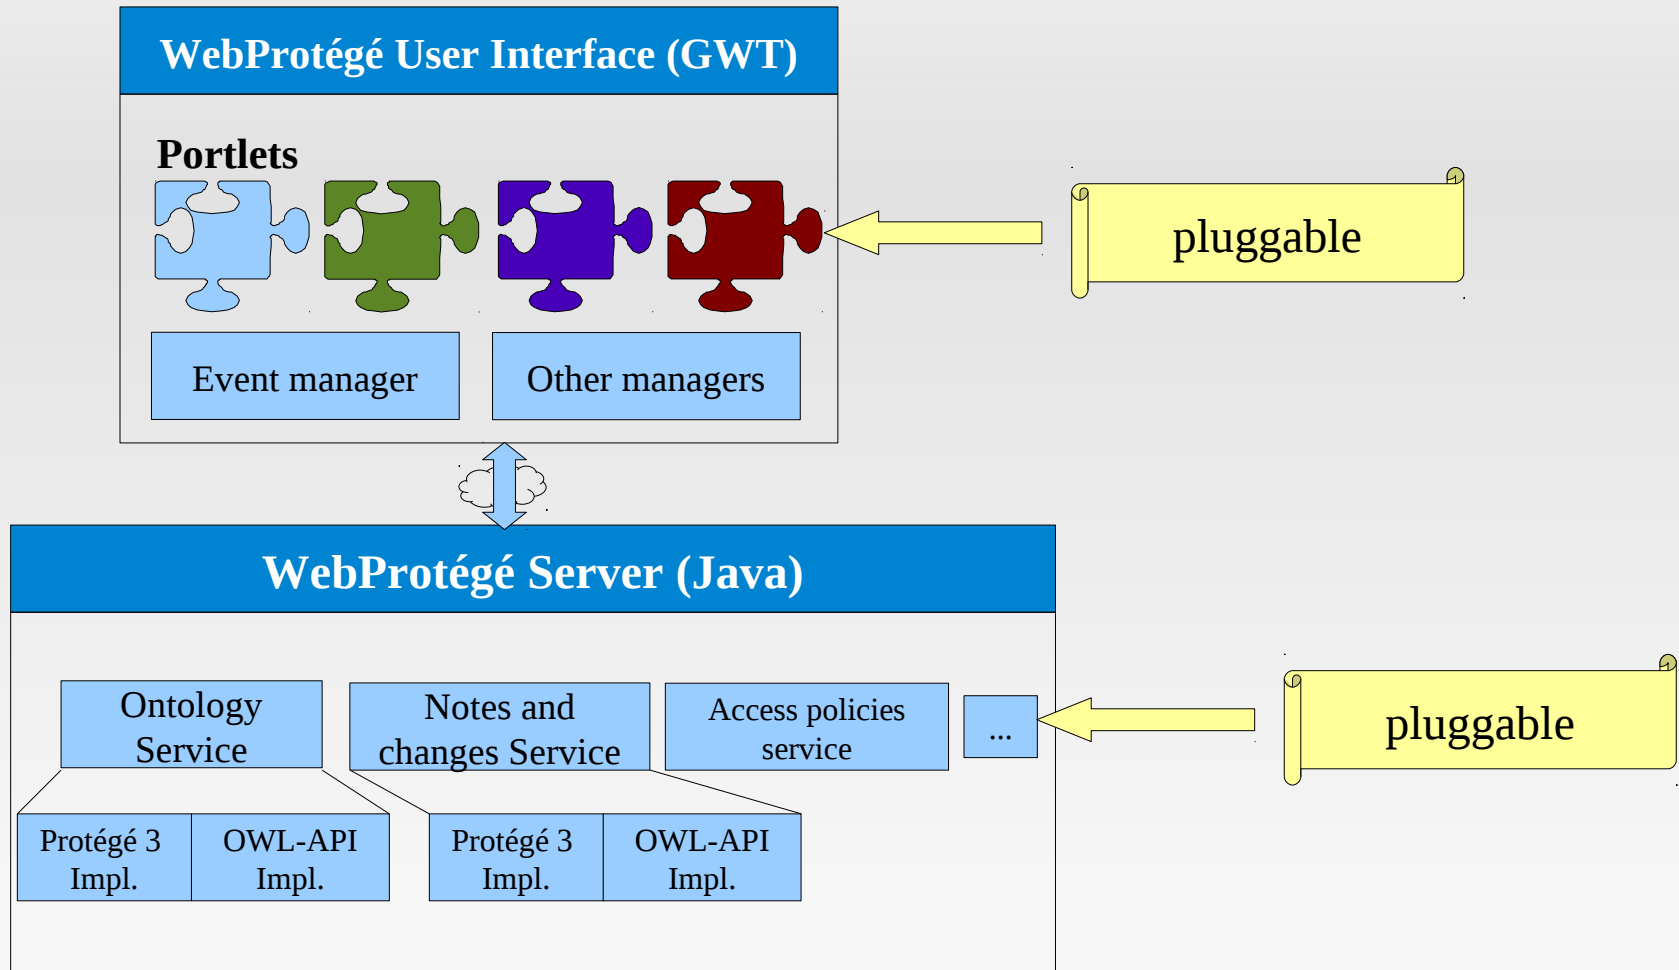 WebProtégé User Interface (GWT)
Portlets
pluggable
Event manager
Other managers
WebProtégé Server (Java)
Ontology
Service
Notes and
changes Service
Access policies
service
...
pluggable
Protégé 3
Impl.
OWL-API
Impl.
Protégé 3
Impl.
OWL-API
Impl.